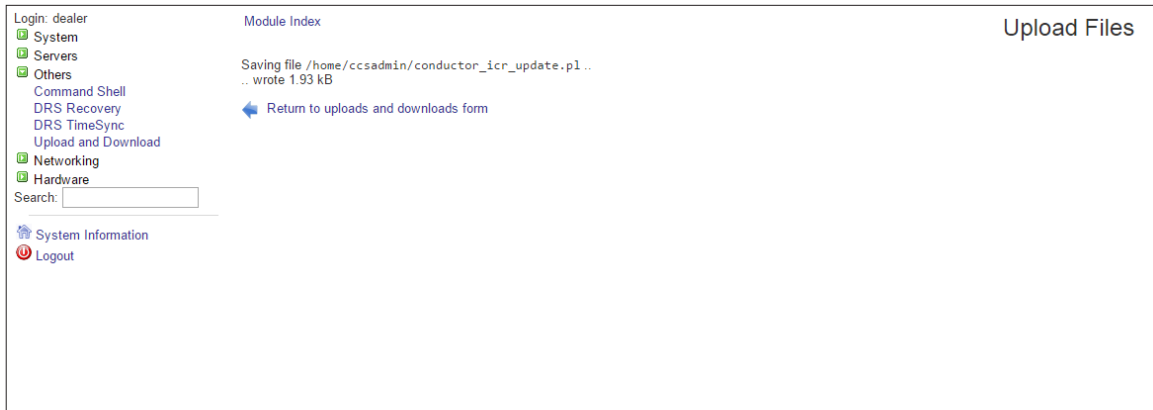 Login: dealer
System
Servers
Others
Command Shell
DRS Recovery
DRS TimeSync
Upload and Download
Networking
Hardware
Search:
System Information
Logout
Module Index
Upload Files
Saving file /home/ccsadmin/conductor_icr_update.pl ..
.. wrote 1.93 kB
Return to uploads and downloads form